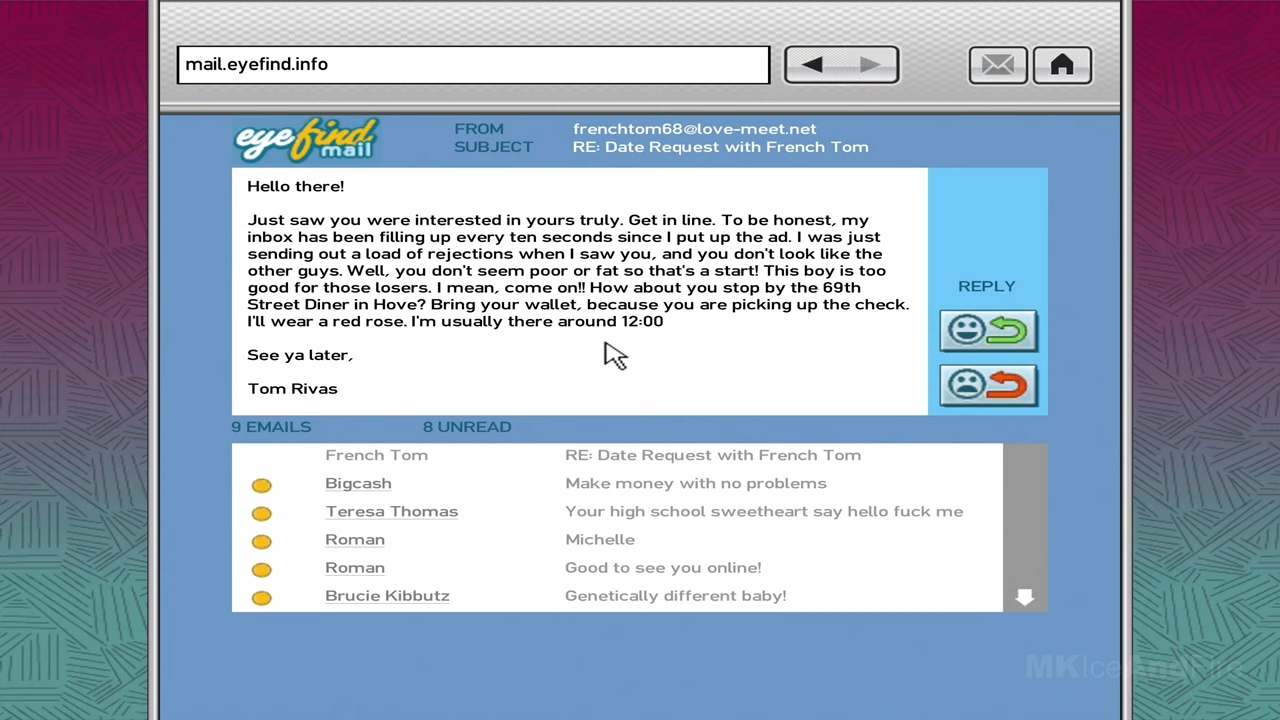 mail.eyefind.info
eyefind mail
FROM frenchtom68@love-meet.net
SUBJECT RE: Date Request with French Tom
Hello there!
Just saw you were interested in yours truly. Get in line. To be honest, my
inbox has been filling up every ten seconds since I put up the ad. I was just
sending out a load of rejections when I saw you, and you don't look like the
other guys. Well, you don't seem poor or fat so that's a start! This boy is too
good for those losers. I mean, come on!! How about you stop by the 69th
Street Diner in Hove? Bring your wallet, because you are picking up the check.
I'll wear a red rose. I'm usually there around 12:00
See ya later,
Tom Rivas
REPLY
9 EMAILS 8 UNREAD
French Tom RE: Date Request with French Tom
Bigcash Make money with no problems
Teresa Thomas Your high school sweetheart say hello fuck me
Roman Michelle
Roman Good to see you online!
Brucie Kibbutz Genetically different baby!
MKIceAndFire